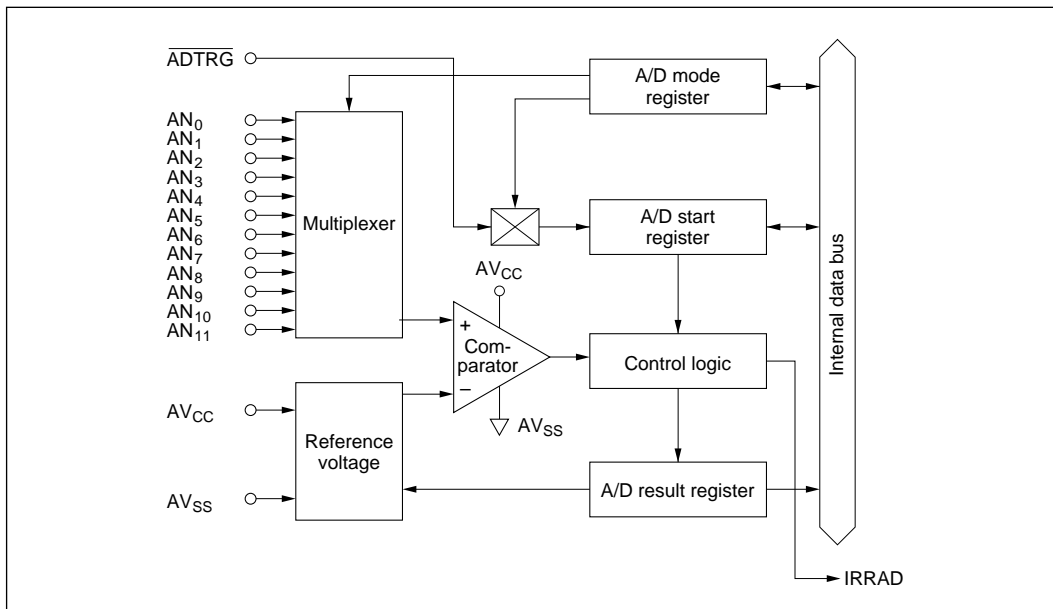 ADTRG
A/D mode
register
AN0
AN1
AN2
AN3
AN4
AN5
AN6
AN7
AN8
AN9
AN10
AN11
Multiplexer
A/D start
register
Internal data bus
AVCC
+
Com-
parator
–
AVSS
Control logic
AVCC
AVSS
Reference
voltage
A/D result register
IRRAD